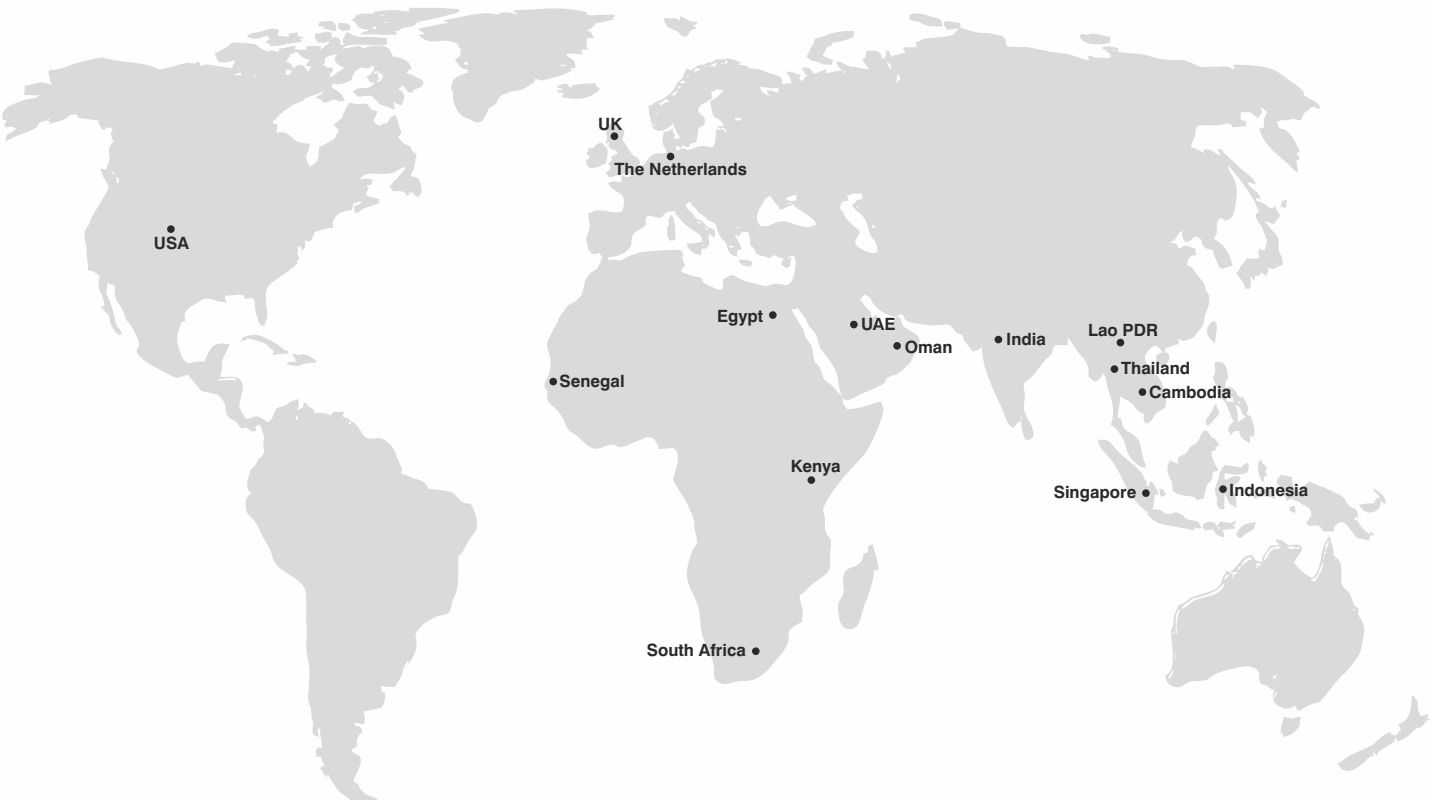 UK
The Netherlands
USA
Egypt
UAE
Oman
India
Lao PDR
Thailand
Cambodia
Senegal
Kenya
Singapore
Indonesia
South Africa